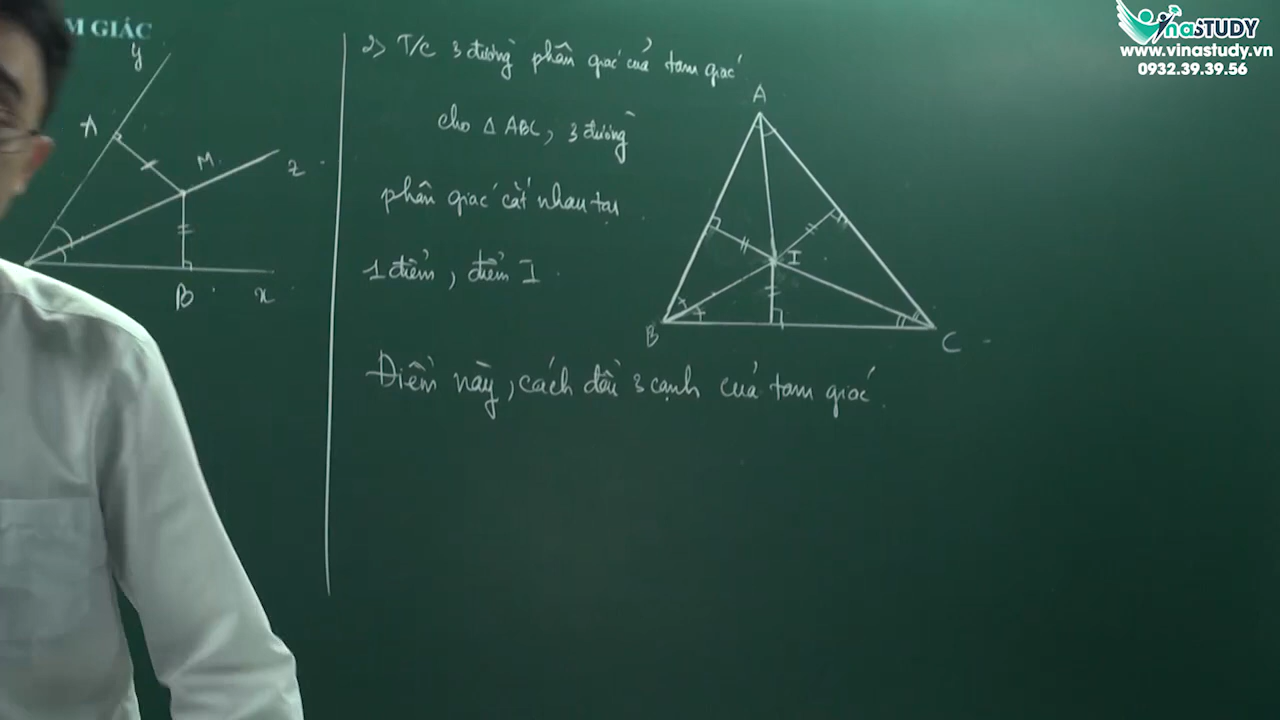 M GIÁC
y
A
M
z
B
x
2> T/c 3 đường phân giác của tam giác
cho Δ ABC, 3 đường
phân giác cắt nhau tại
1 điểm, điểm I.
Điểm này, cách đều 3 cạnh của tam giác.
A
I
B
C
VinaSTUDY
www.vinastudy.vn
0932.39.39.56